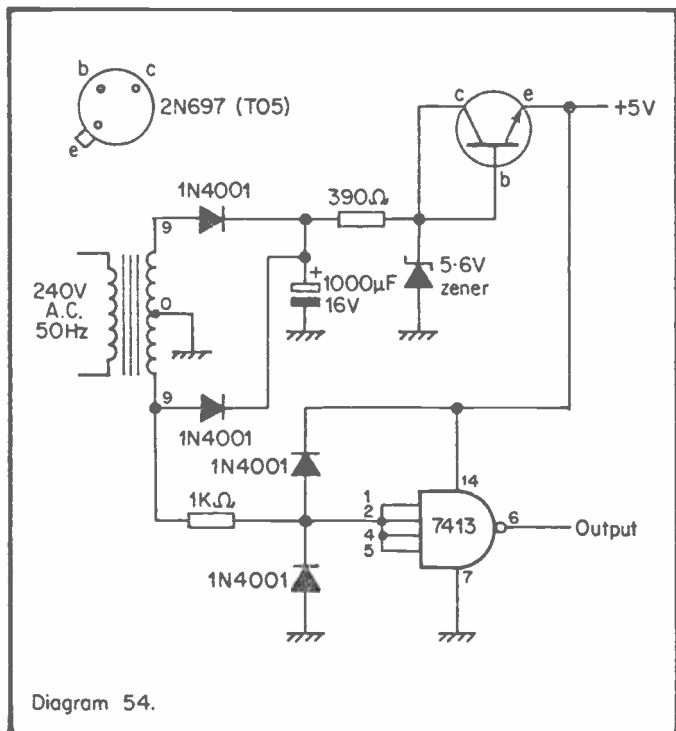 b c
2N697 (TO5)
e
c e
+5V
b
1N4001
390Ω
9
240V
A.C.
50Hz
0
+
1000µF
16V
5·6V
zener
9
1N4001
1N4001
1KΩ
14
1
2
4
5
7413
6
Output
1N4001
7
Diagram 54.